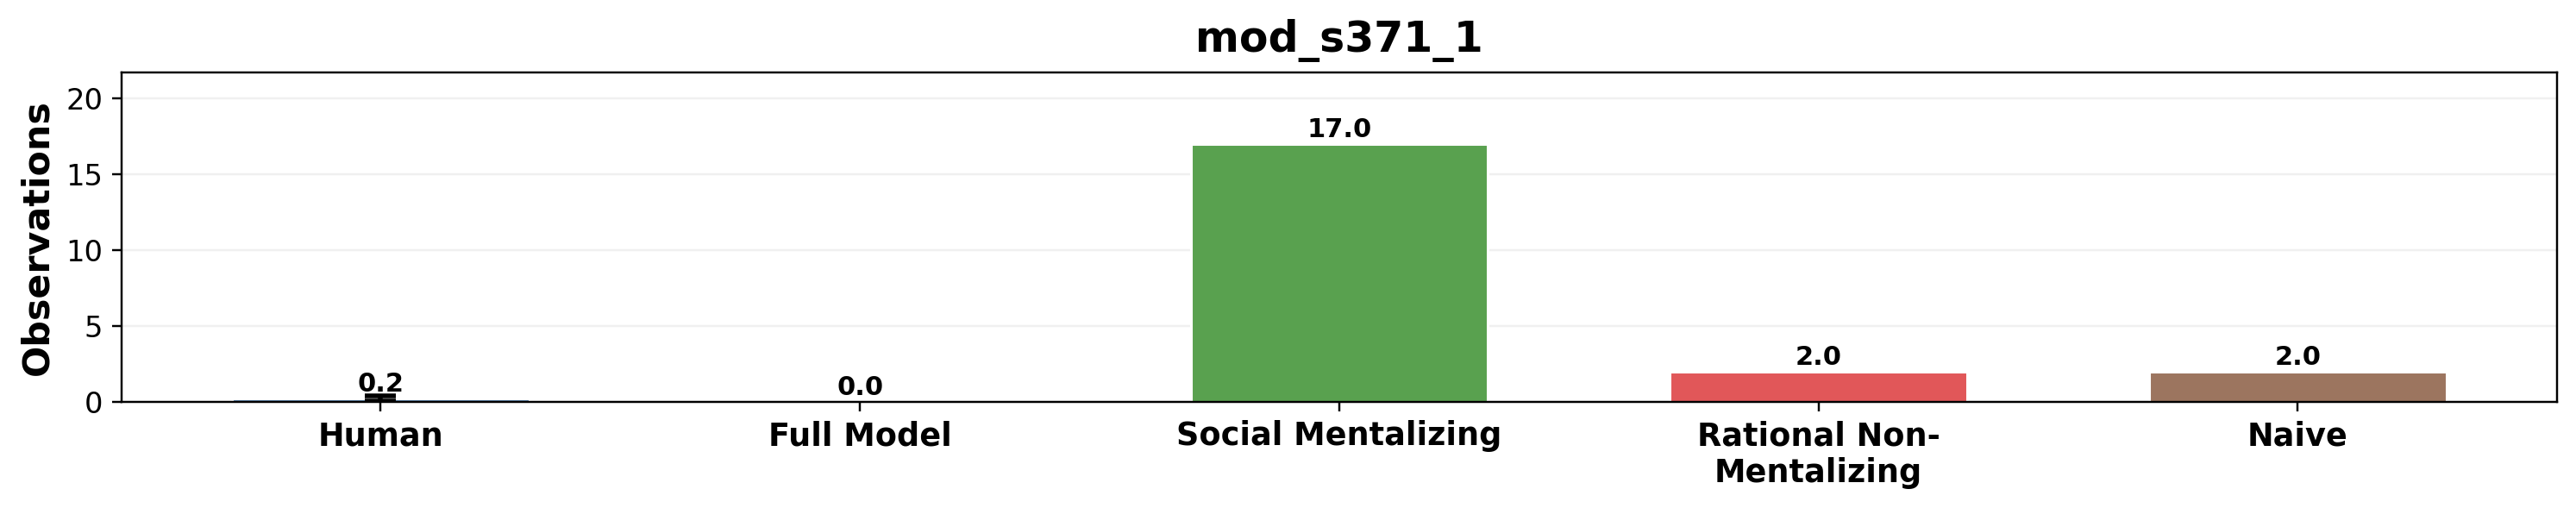 mod_s371_1
Observations
20
15
10
5
0
0.2
0.0
17.0
2.0
2.0
Human
Full Model
Social Mentalizing
Rational Non-
Mentalizing
Naive